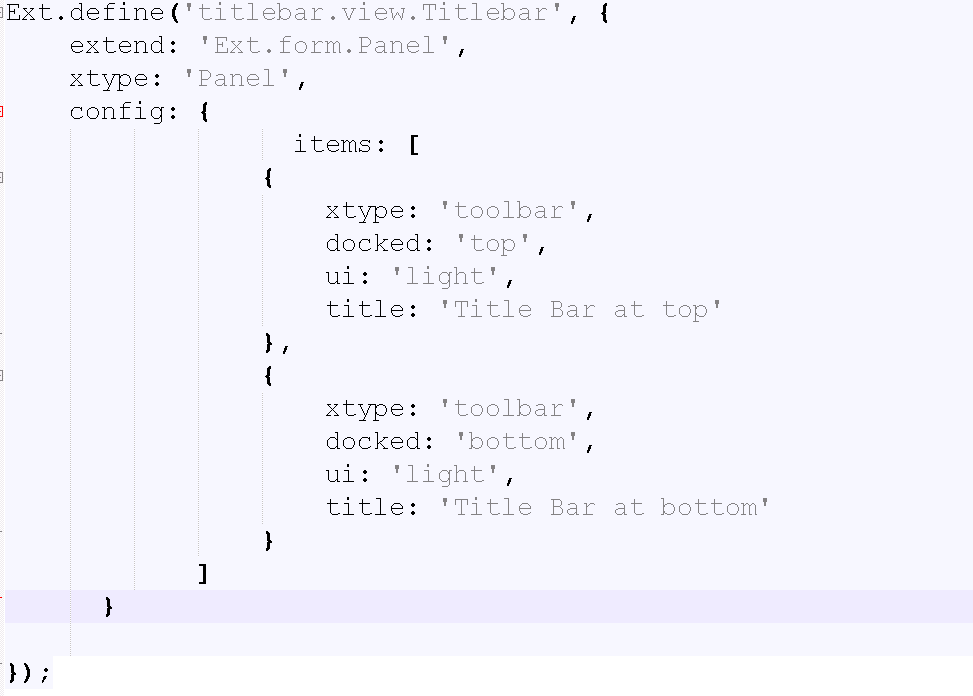 Ext.define('titlebar.view.Titlebar', {
    extend: 'Ext.form.Panel',
    xtype: 'Panel',
    config: {
                  items: [
                {
                    xtype: 'toolbar',
                    docked: 'top',
                    ui: 'light',
                    title: 'Title Bar at top'
                },
                {
                    xtype: 'toolbar',
                    docked: 'bottom',
                    ui: 'light',
                    title: 'Title Bar at bottom'
                }
            ]
      }
});